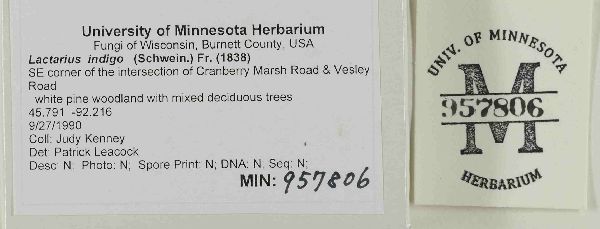 University of Minnesota Herbarium
Fungi of Wisconsin, Burnett County, USA
Lactarius indigo (Schwein.) Fr. (1838)
SE corner of the intersection of Cranberry Marsh Road & Vesley
Road
white pine woodland with mixed deciduous trees
45.791 -92.216
9/27/1990
Coll: Judy Kenney
Det: Patrick Leacock
Desc: N: Photo: N; Spore Print: N; DNA: N: Seq: N;
MIN: 957806
UNIV. OF MINNESOTA
M
957806
HERBARIUM